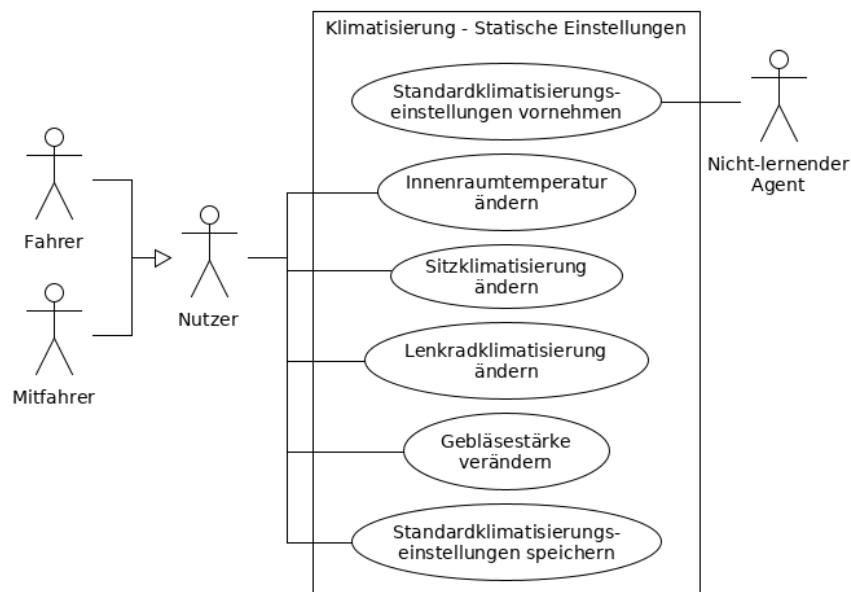 Klimatisierung - Statische Einstellungen
Standardklimatisierungs-
einstellungen vornehmen
Nicht-lernender
Agent
Innenraumtemperatur
ändern
Fahrer
Sitzklimatisierung
ändern
Nutzer
Lenkradklimatisierung
ändern
Mitfahrer
Gebläsestärke
verändern
Standardklimatisierungs-
einstellungen speichern